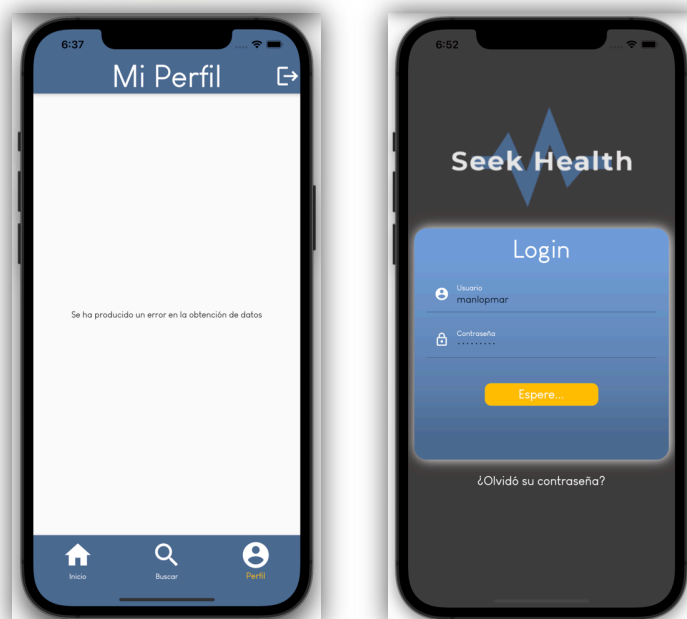 6:37
Mi Perfil
Se ha producido un error en la obtención de datos
Inicio
Buscar
Perfil
6:52
Seek Health
Login
Usuario
manlopmar
Contraseña
·········
Espere...
¿Olvidó su contraseña?